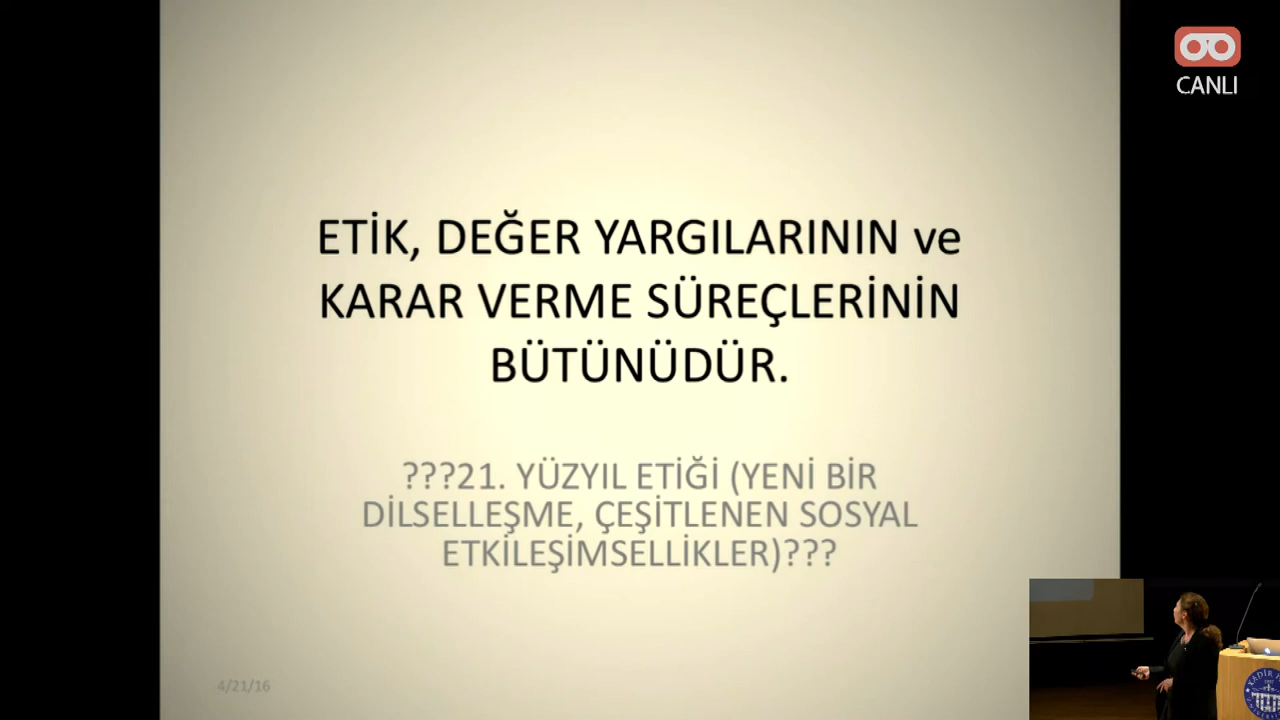 CANLI
ETİK, DEĞER YARGILARININ ve
KARAR VERME SÜREÇLERİNİN
BÜTÜNÜDÜR.
???21. YÜZYIL ETİĞİ (YENİ BİR
DİLSELLEŞME, ÇEŞİTLENEN SOSYAL
ETKİLEŞİMSELLİKLER)???
4/21/16
KADİR